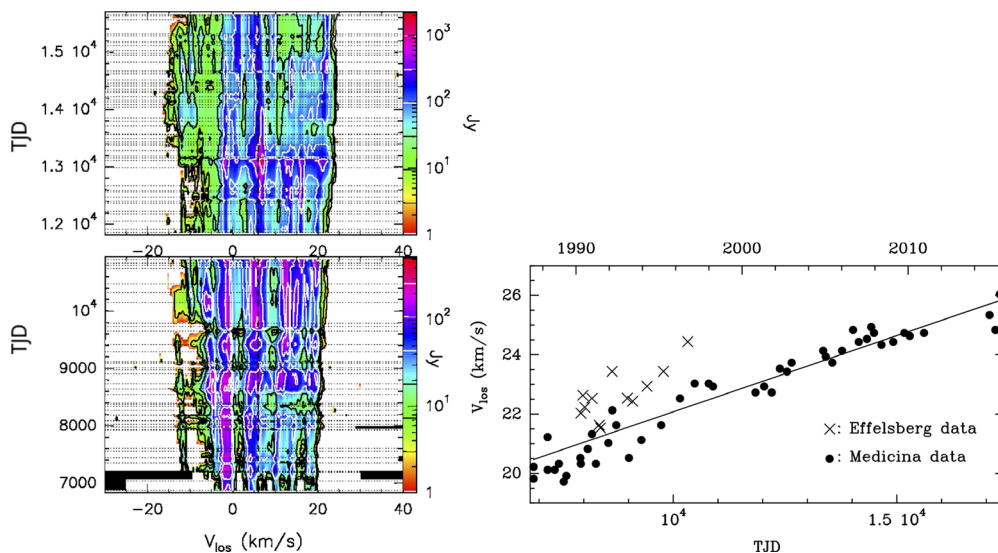 1.5 10⁴
1.4 10⁴
1.3 10⁴
1.2 10⁴
TJD
−20 0 20 40
10³
10²
10¹
1
Jy
10⁴
9000
8000
7000
TJD
−20 0 20 40
V_los (km/s)
10²
10¹
1
Jy
1990 2000 2010
26
24
22
20
V_los (km/s)
×: Effelsberg data
●: Medicina data
10⁴ 1.5 10⁴
TJD